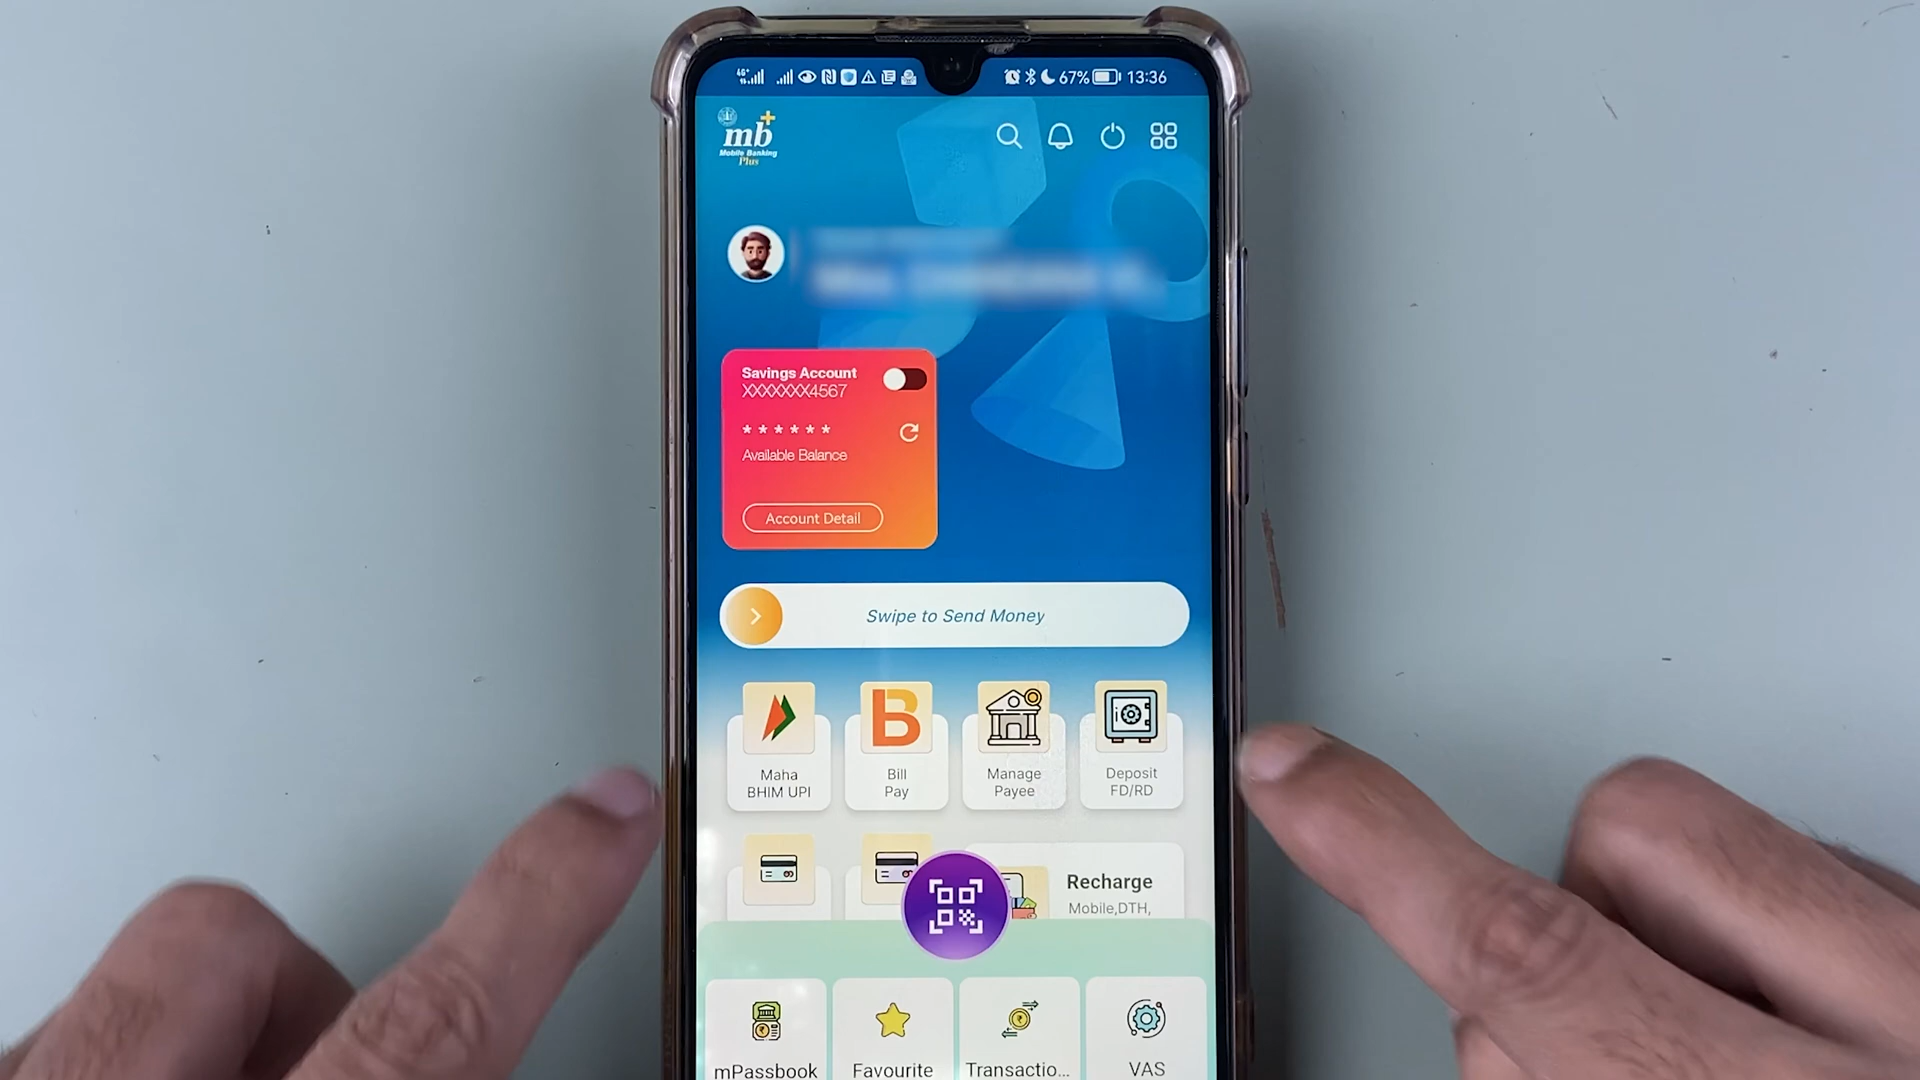 4G+ 67% 13:36
mb+
Mobile Banking
Plus
Savings Account
XXXXXXX4567
******
Available Balance
Account Detail
Swipe to Send Money
Maha
BHIM UPI
Bill
Pay
Manage
Payee
Deposit
FD/RD
Recharge
Mobile,DTH,
mPassbook
Favourite
Transactio...
VAS